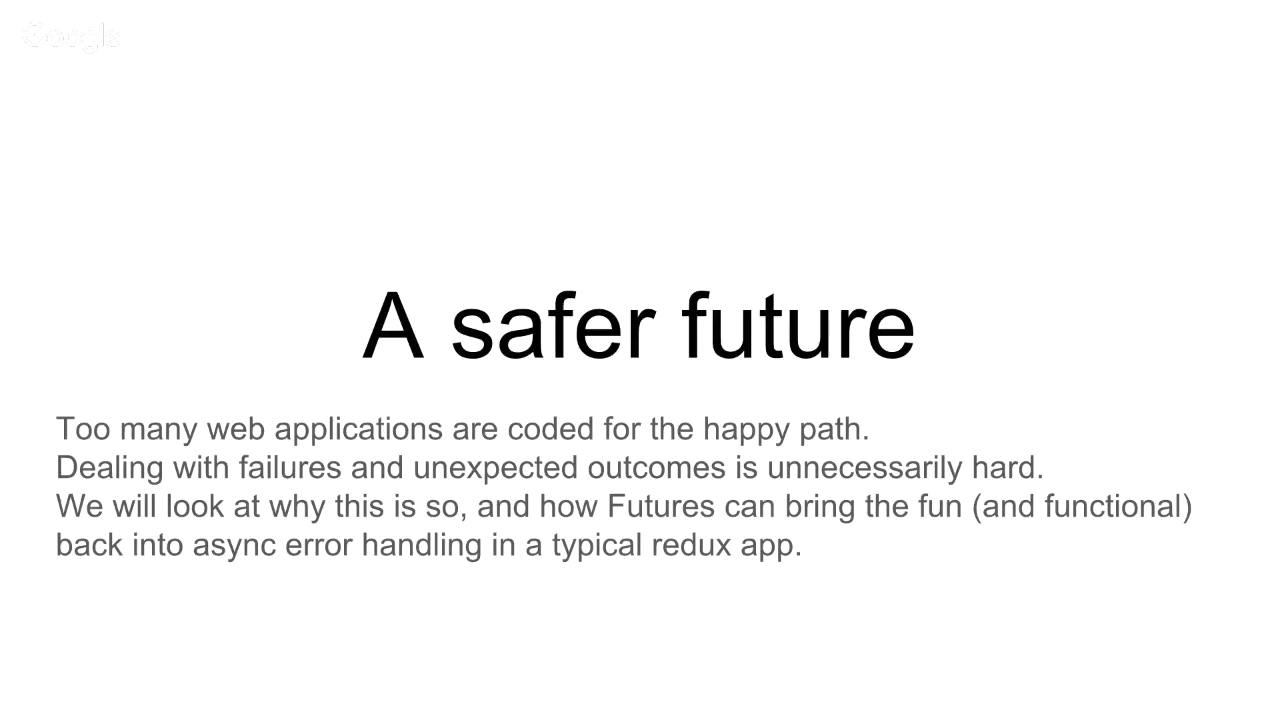 Google
A safer future
Too many web applications are coded for the happy path.
Dealing with failures and unexpected outcomes is unnecessarily hard.
We will look at why this is so, and how Futures can bring the fun (and functional)
back into async error handling in a typical redux app.